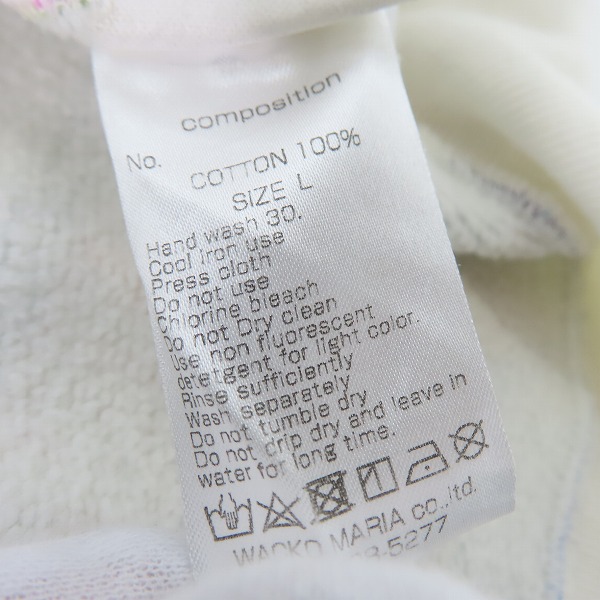 composition
No.
COTTON 100%
SIZE L
Hand wash 30.
Cool Iron use
Press cloth
Do not use
Chlorine bleach
Do not Dry clean
Use non fluorescent
detetgent for light color.
Rinse sufficiently
Wash separately
Do not tumble dry
Do not drip dry and leave in
water for long time.
WACKO MARIA co.,ltd.
-5277